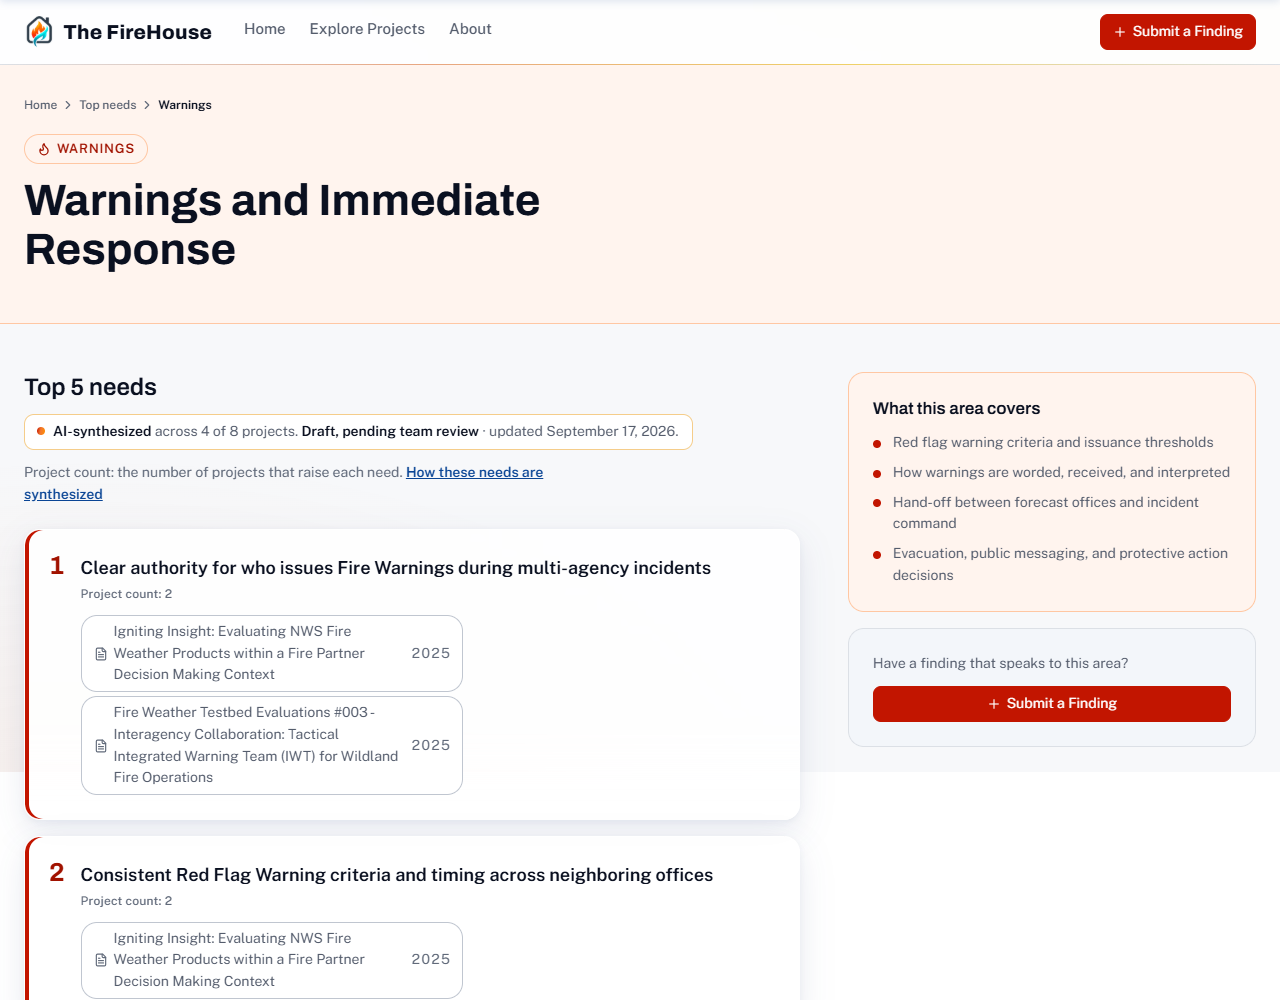 The FireHouse
Home
Explore Projects
About
+ Submit a Finding
Home > Top needs > Warnings
WARNINGS
Warnings and Immediate
Response
Top 5 needs
AI-synthesized across 4 of 8 projects. Draft, pending team review · updated September 17, 2026.
Project count: the number of projects that raise each need. How these needs are
synthesized
1 Clear authority for who issues Fire Warnings during multi-agency incidents
Project count: 2
Igniting Insight: Evaluating NWS Fire
Weather Products within a Fire Partner
Decision Making Context
2025
Fire Weather Testbed Evaluations #003 -
Interagency Collaboration: Tactical
Integrated Warning Team (IWT) for Wildland
Fire Operations
2025
2 Consistent Red Flag Warning criteria and timing across neighboring offices
Project count: 2
Igniting Insight: Evaluating NWS Fire
Weather Products within a Fire Partner
Decision Making Context
2025
What this area covers
Red flag warning criteria and issuance thresholds
How warnings are worded, received, and interpreted
Hand-off between forecast offices and incident
command
Evacuation, public messaging, and protective action
decisions
Have a finding that speaks to this area?
+ Submit a Finding